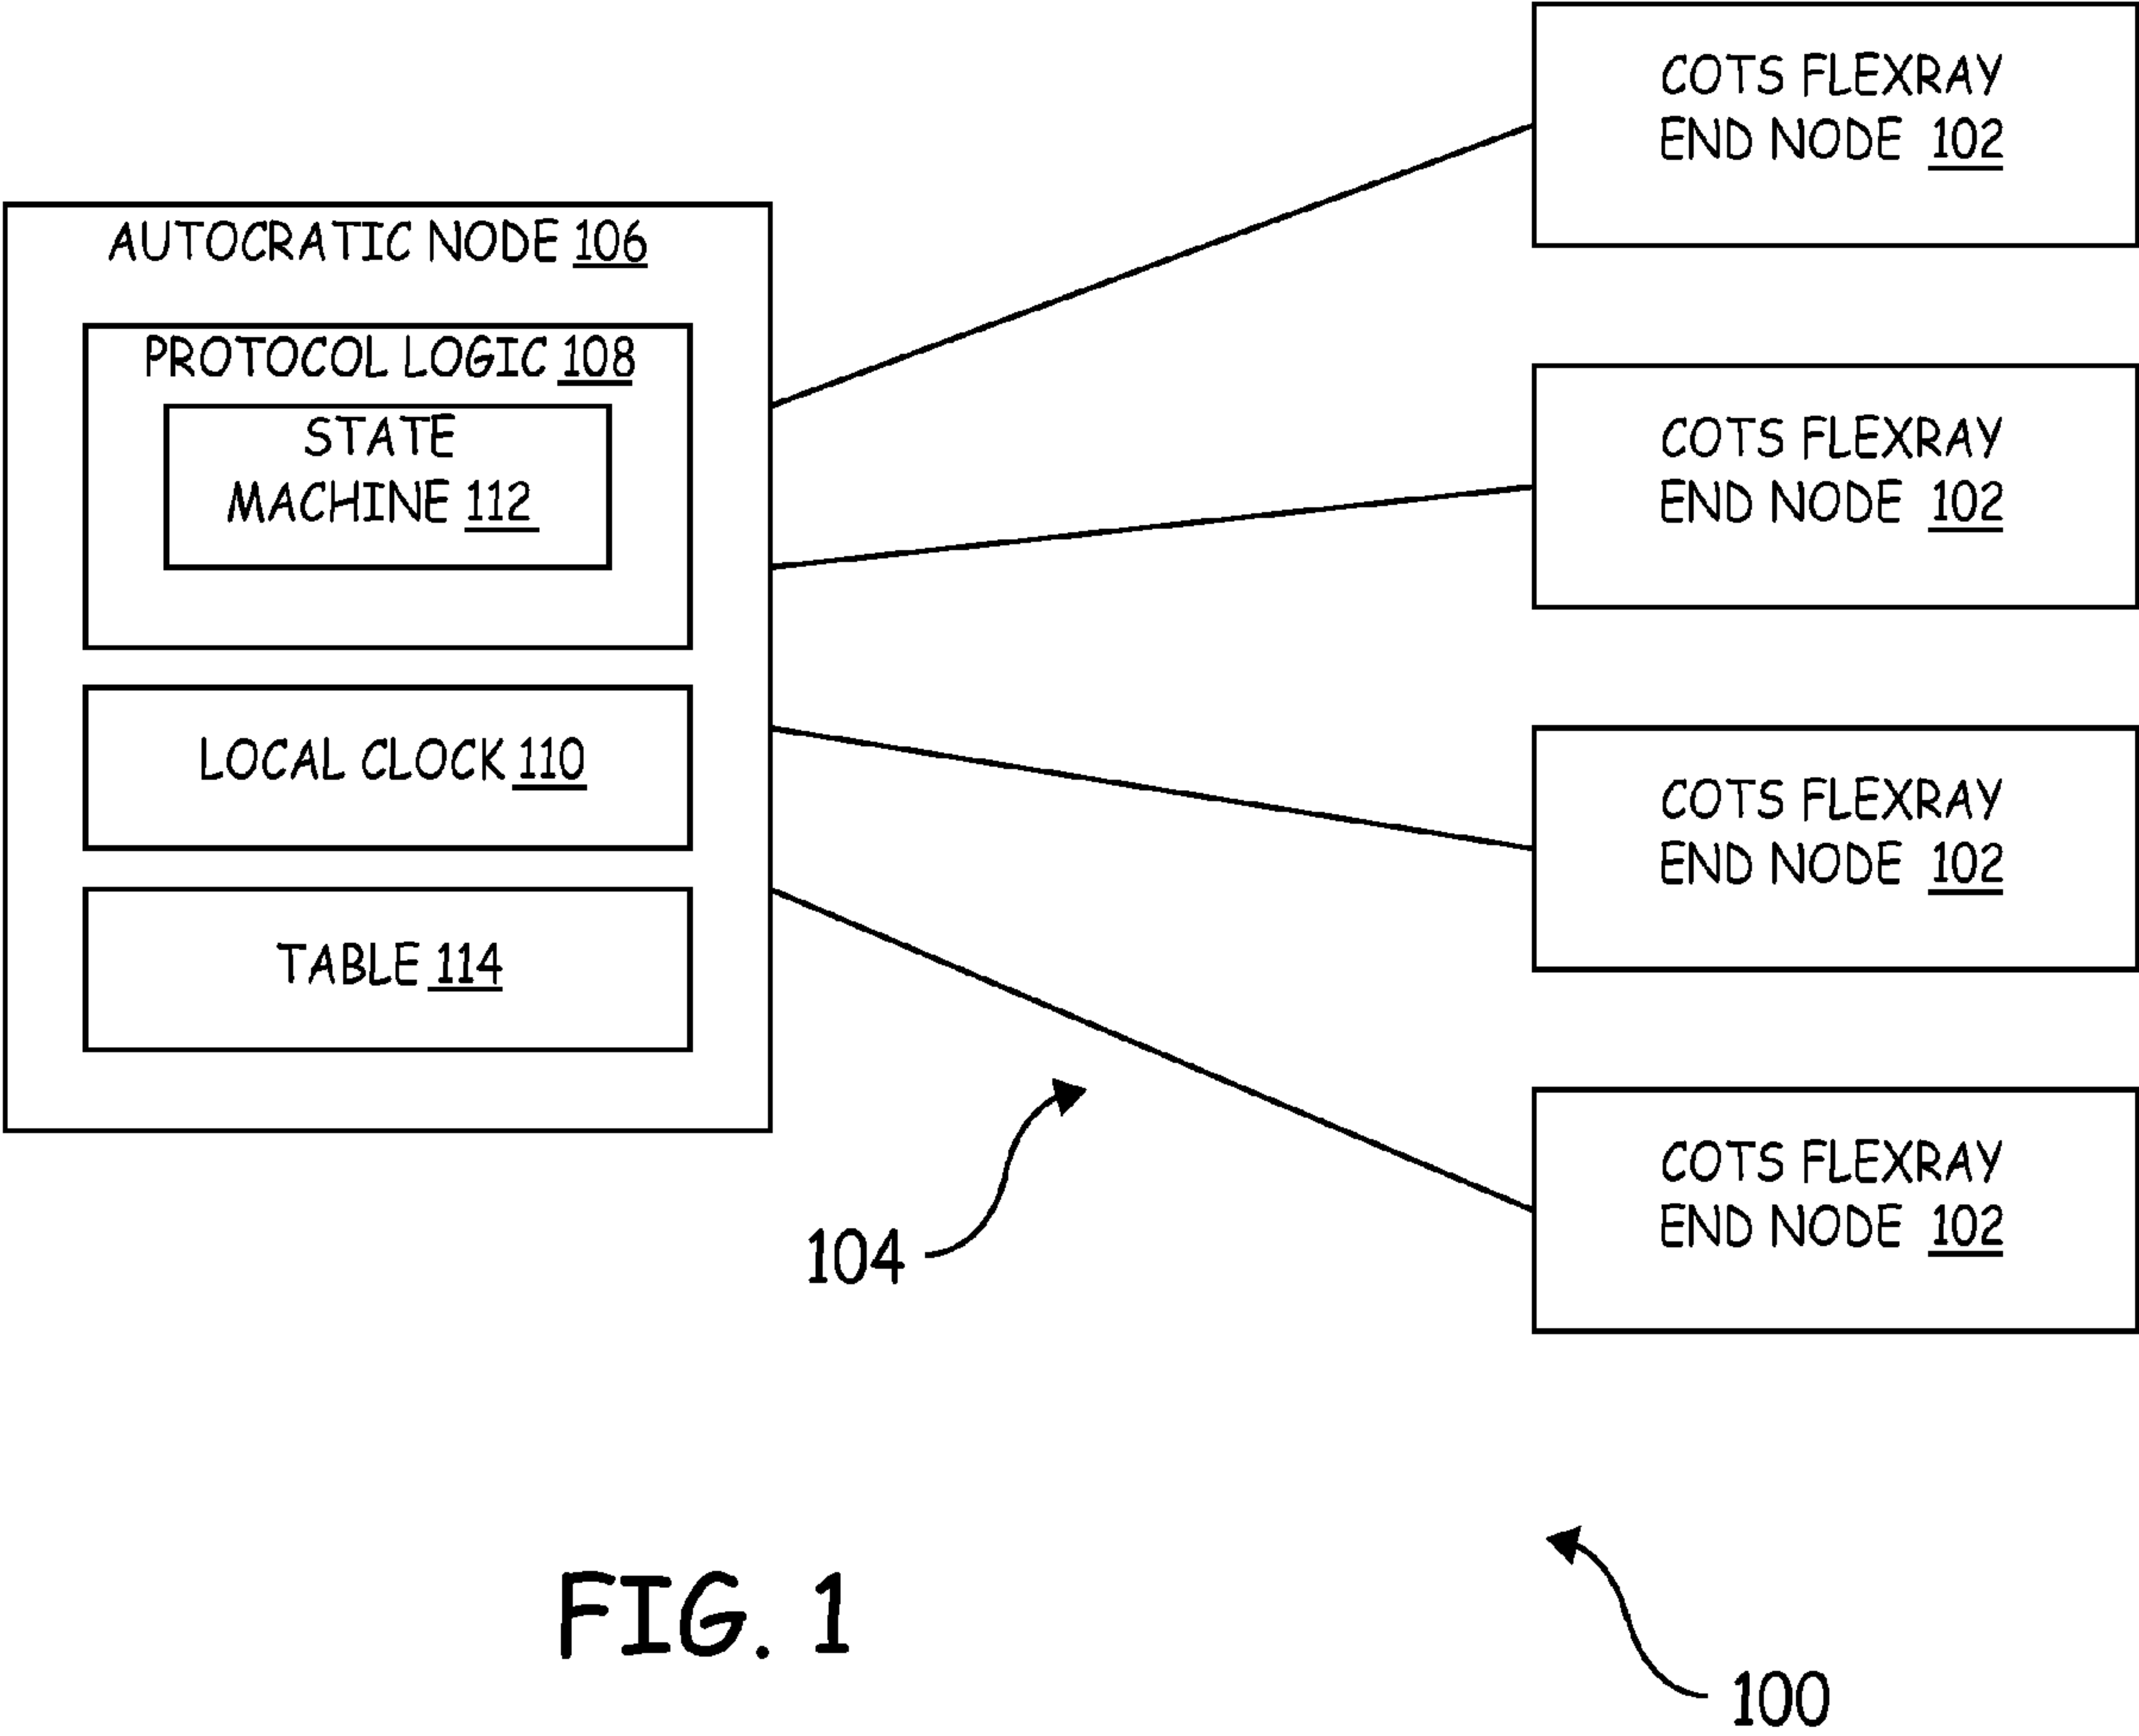 AUTOCRATIC NODE 106
PROTOCOL LOGIC 108
STATE
MACHINE 112
LOCAL CLOCK 110
TABLE 114
COTS FLEXRAY
END NODE 102
COTS FLEXRAY
END NODE 102
COTS FLEXRAY
END NODE 102
COTS FLEXRAY
END NODE 102
104
100
FIG. 1